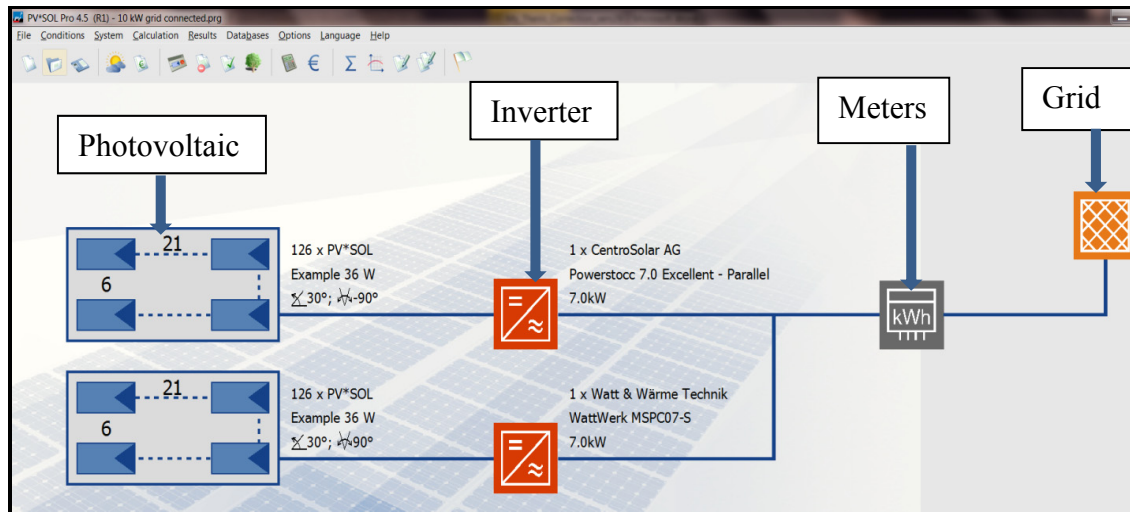 PV*SOL Pro 4.5 (R1) - 10 kW grid connected.prg
File Conditions System Calculation Results Databases Options Language Help
Photovoltaic
Inverter
Meters
Grid
21
6
126 x PV*SOL
Example 36 W
30°; -90°
1 x CentroSolar AG
Powerstocc 7.0 Excellent - Parallel
7.0kW
kWh
21
6
126 x PV*SOL
Example 36 W
30°; 90°
1 x Watt & Wärme Technik
WattWerk MSPC07-S
7.0kW